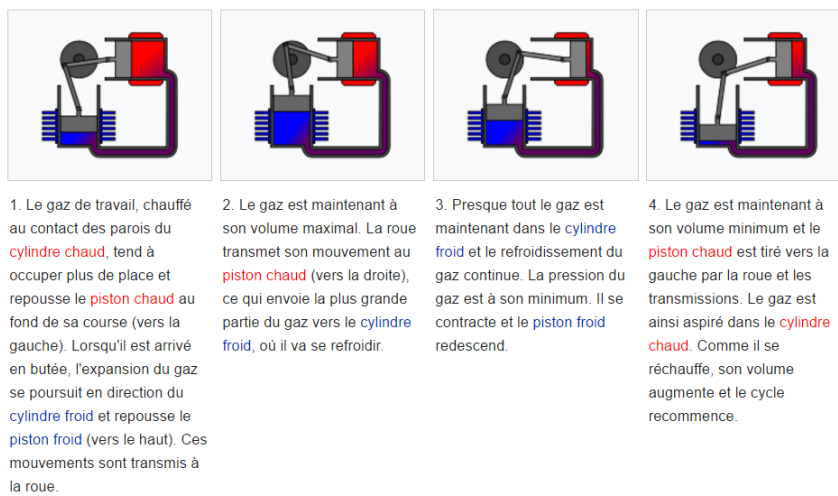 1. Le gaz de travail, chauffé
au contact des parois du
cylindre chaud, tend à
occuper plus de place et
repousse le piston chaud au
fond de sa course (vers la
gauche). Lorsqu'il est arrivé
en butée, l'expansion du gaz
se poursuit en direction du
cylindre froid et repousse le
piston froid (vers le haut). Ces
mouvements sont transmis à
la roue.
2. Le gaz est maintenant à
son volume maximal. La roue
transmet son mouvement au
piston chaud (vers la droite),
ce qui envoie la plus grande
partie du gaz vers le cylindre
froid, où il va se refroidir.
3. Presque tout le gaz est
maintenant dans le cylindre
froid et le refroidissement du
gaz continue. La pression du
gaz est à son minimum. Il se
contracte et le piston froid
redescend.
4. Le gaz est maintenant à
son volume minimum et le
piston chaud est tiré vers la
gauche par la roue et les
transmissions. Le gaz est
ainsi aspiré dans le cylindre
chaud. Comme il se
réchauffe, son volume
augmente et le cycle
recommence.